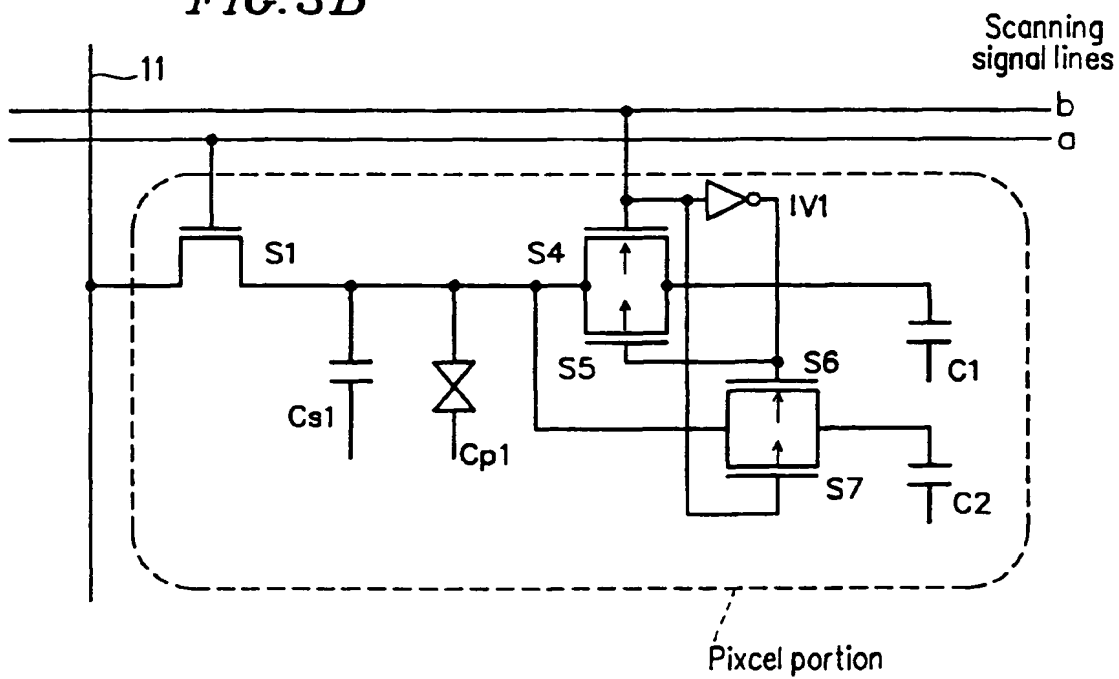 FIG. 3B
Scanning
signal lines
11
b
a
IV1
S1
S4
S5
S6
C1
Cs1
Cp1
S7
C2
Pixcel portion